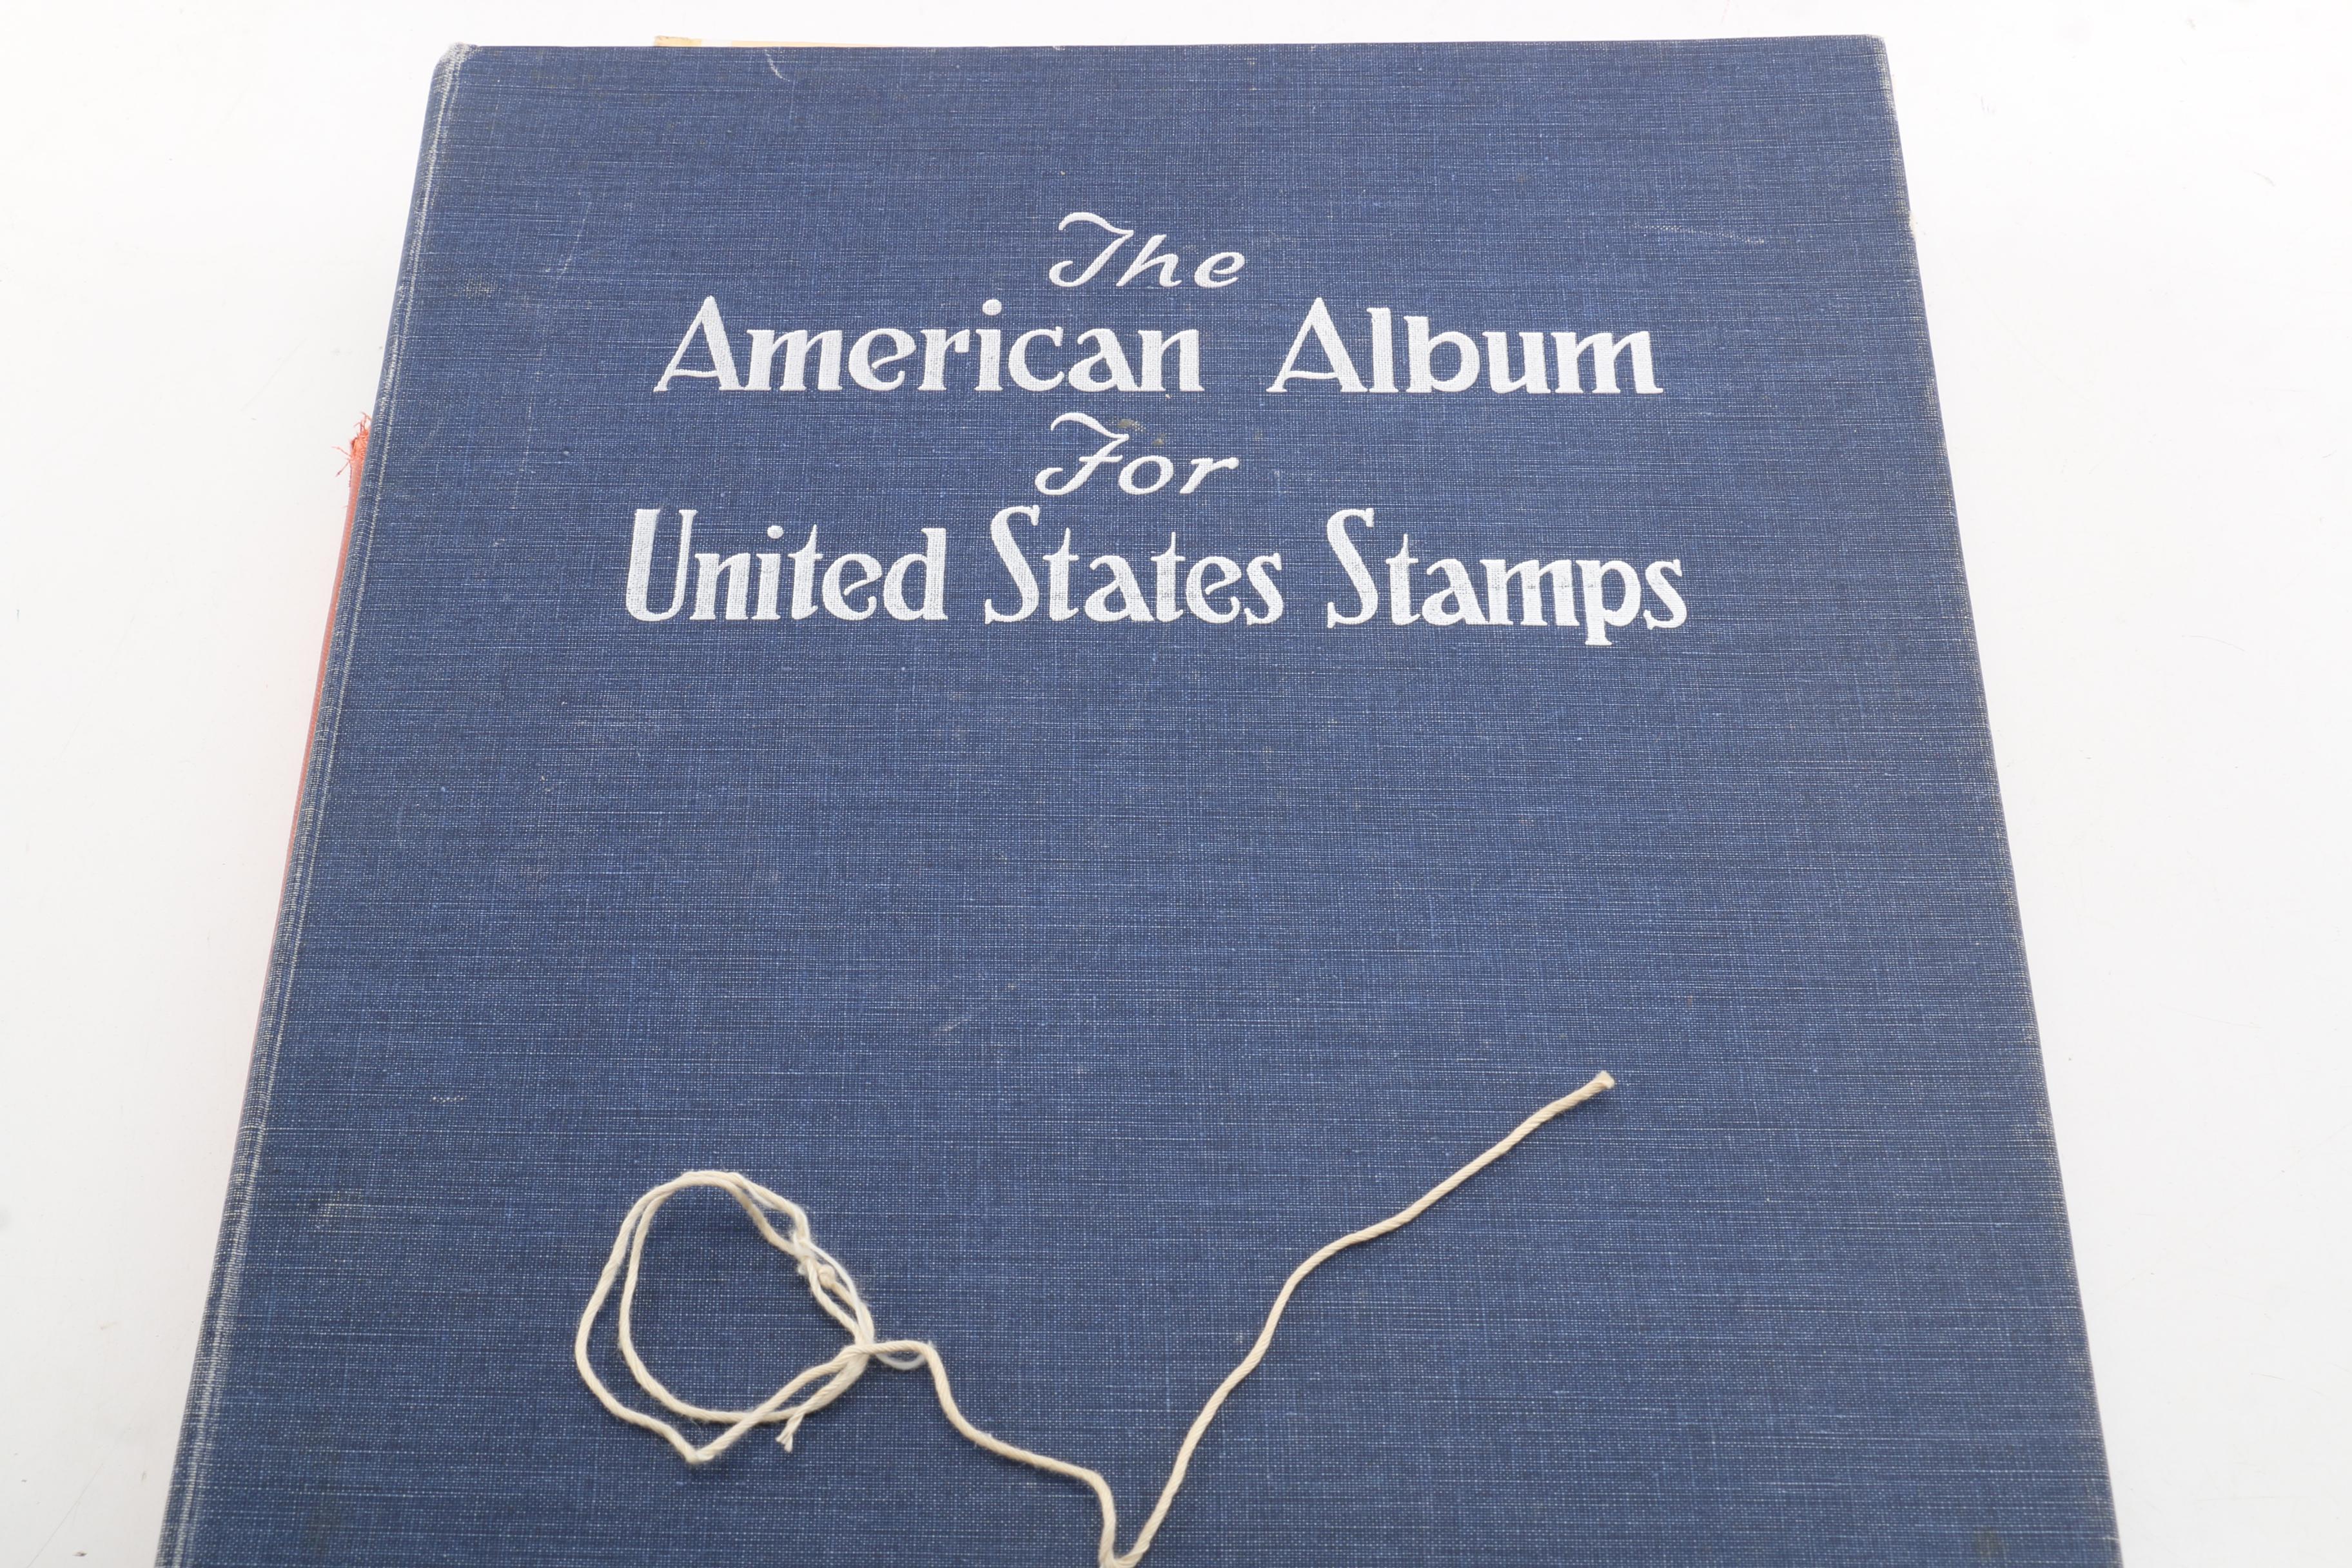 The
American Album
For
United States Stamps